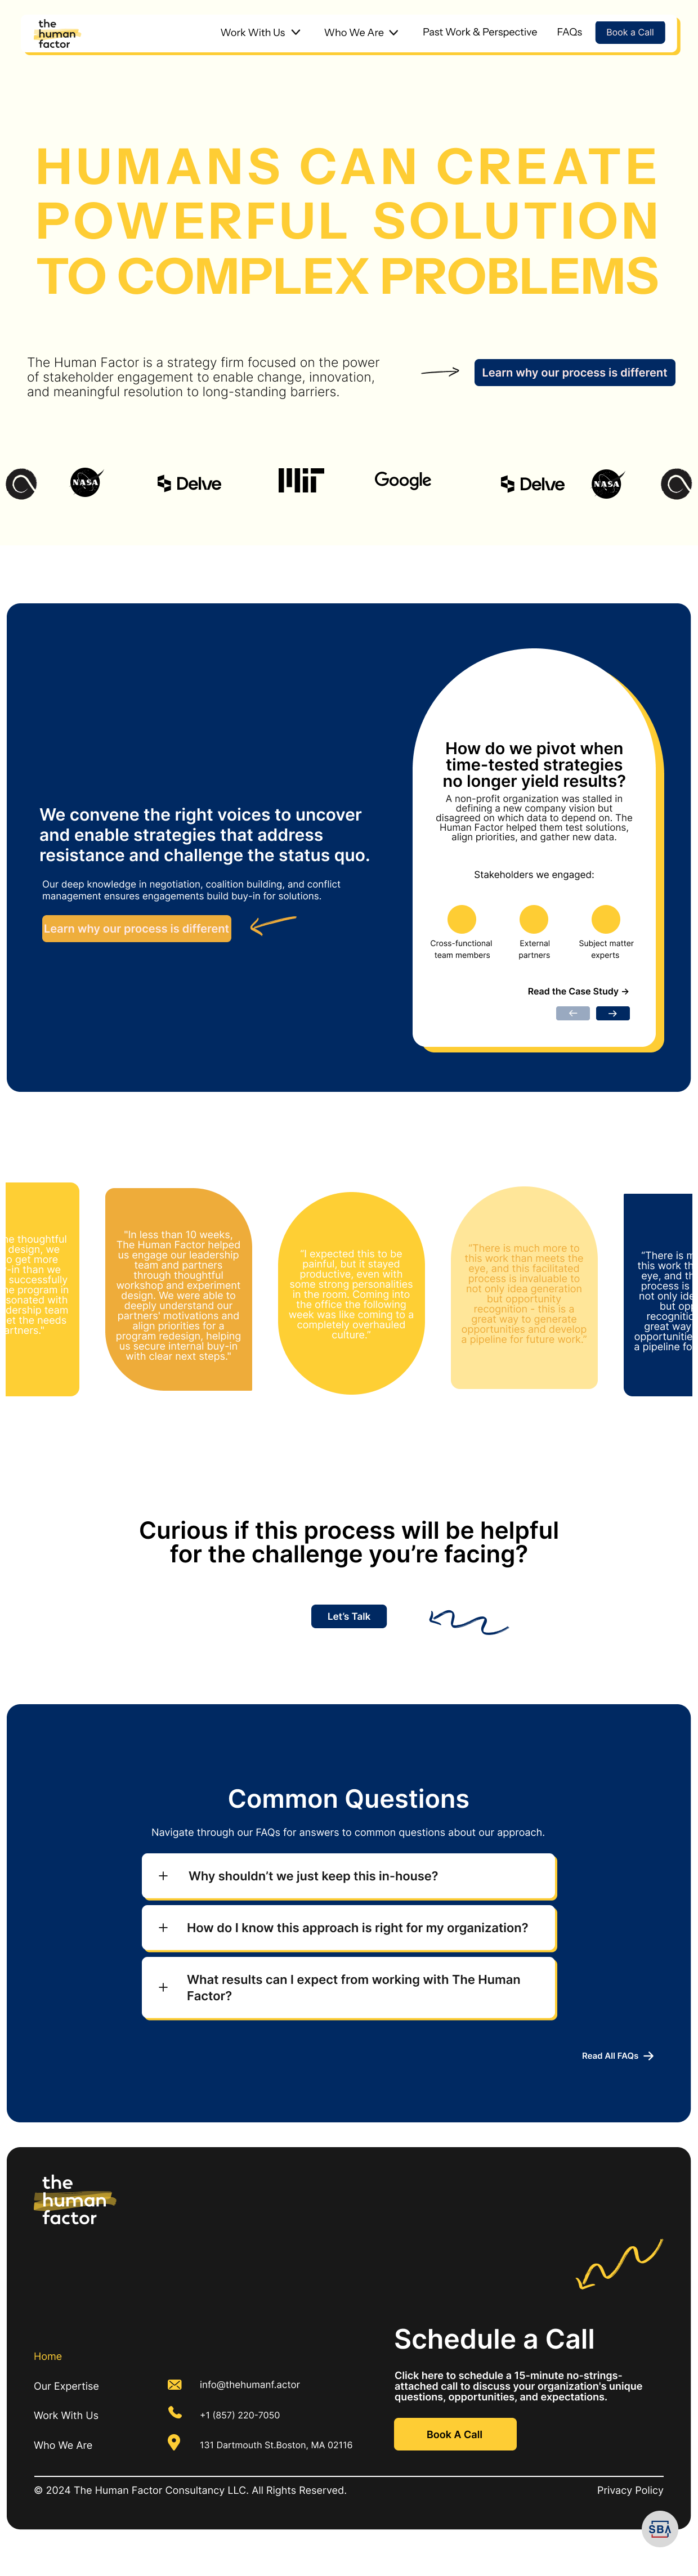 the
human
factor
Work With Us
Who We Are
Past Work & Perspective
FAQs
Book a Call
HUMANS CAN CREATE
POWERFUL SOLUTION
TO COMPLEX PROBLEMS
The Human Factor is a strategy firm focused on the power
of stakeholder engagement to enable change, innovation,
and meaningful resolution to long-standing barriers.
Learn why our process is different
NASA
Delve
MIT
Google
Delve
NASA
We convene the right voices to uncover
and enable strategies that address
resistance and challenge the status quo.
Our deep knowledge in negotiation, coalition building, and conflict
management ensures engagements build buy-in for solutions.
Learn why our process is different
How do we pivot when
time-tested strategies
no longer yield results?
A non-profit organization was stalled in
defining a new company vision but
disagreed on which data to depend on. The
Human Factor helped them test solutions,
align priorities, and gather new data.
Stakeholders we engaged:
Cross-functional
team members
External
partners
Subject matter
experts
Read the Case Study →
he thoughtful
design, we
o get more
-in than we
successfully
e program in
sonated with
dership team
et the needs
artners."
"In less than 10 weeks,
The Human Factor helped
us engage our leadership
team and partners
through thoughtful
workshop and experiment
design. We were able to
deeply understand our
partners' motivations and
align priorities for a
program redesign, helping
us secure internal buy-in
with clear next steps."
"I expected this to be
painful, but it stayed
productive, even with
some strong personalities
in the room. Coming into
the office the following
week was like coming to a
completely overhauled
culture."
"There is much more to
this work than meets the
eye, and this facilitated
process is invaluable to
not only idea generation
but opportunity
recognition - this is a
great way to generate
opportunities and develop
a pipeline for future work."
"There is m
this work th
eye, and th
process is
not only ide
but opp
recognitio
great way
opportunitie
a pipeline fo
Curious if this process will be helpful
for the challenge you're facing?
Let's Talk
Common Questions
Navigate through our FAQs for answers to common questions about our approach.
Why shouldn't we just keep this in-house?
How do I know this approach is right for my organization?
What results can I expect from working with The Human
Factor?
Read All FAQs
the
human
factor
Schedule a Call
Click here to schedule a 15-minute no-strings-
attached call to discuss your organization's unique
questions, opportunities, and expectations.
Book A Call
Home
Our Expertise
Work With Us
Who We Are
info@thehumanf.actor
+1 (857) 220-7050
131 Dartmouth St.Boston, MA 02116
© 2024 The Human Factor Consultancy LLC. All Rights Reserved.
Privacy Policy
SBA